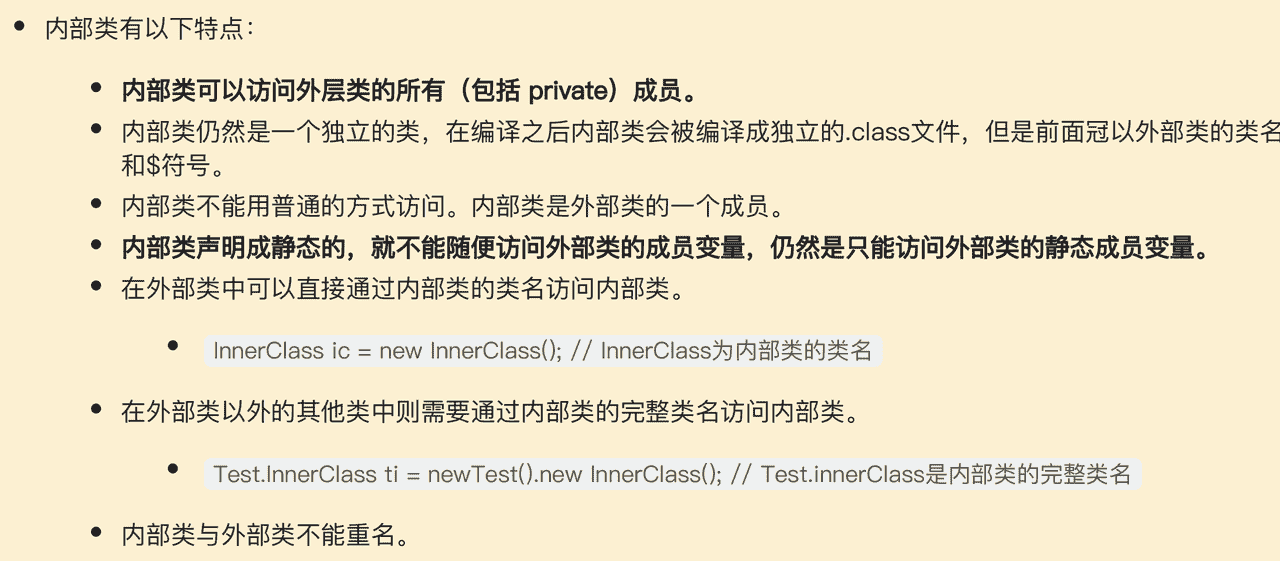 内部类有以下特点：
内部类可以访问外层类的所有（包括 private）成员。
内部类仍然是一个独立的类，在编译之后内部类会被编译成独立的.class文件，但是前面冠以外部类的类名
和$符号。
内部类不能用普通的方式访问。内部类是外部类的一个成员。
内部类声明成静态的，就不能随便访问外部类的成员变量，仍然是只能访问外部类的静态成员变量。
在外部类中可以直接通过内部类的类名访问内部类。
InnerClass ic = new InnerClass(); // InnerClass为内部类的类名
在外部类以外的其他类中则需要通过内部类的完整类名访问内部类。
Test.InnerClass ti = newTest().new InnerClass(); // Test.innerClass是内部类的完整类名
内部类与外部类不能重名。